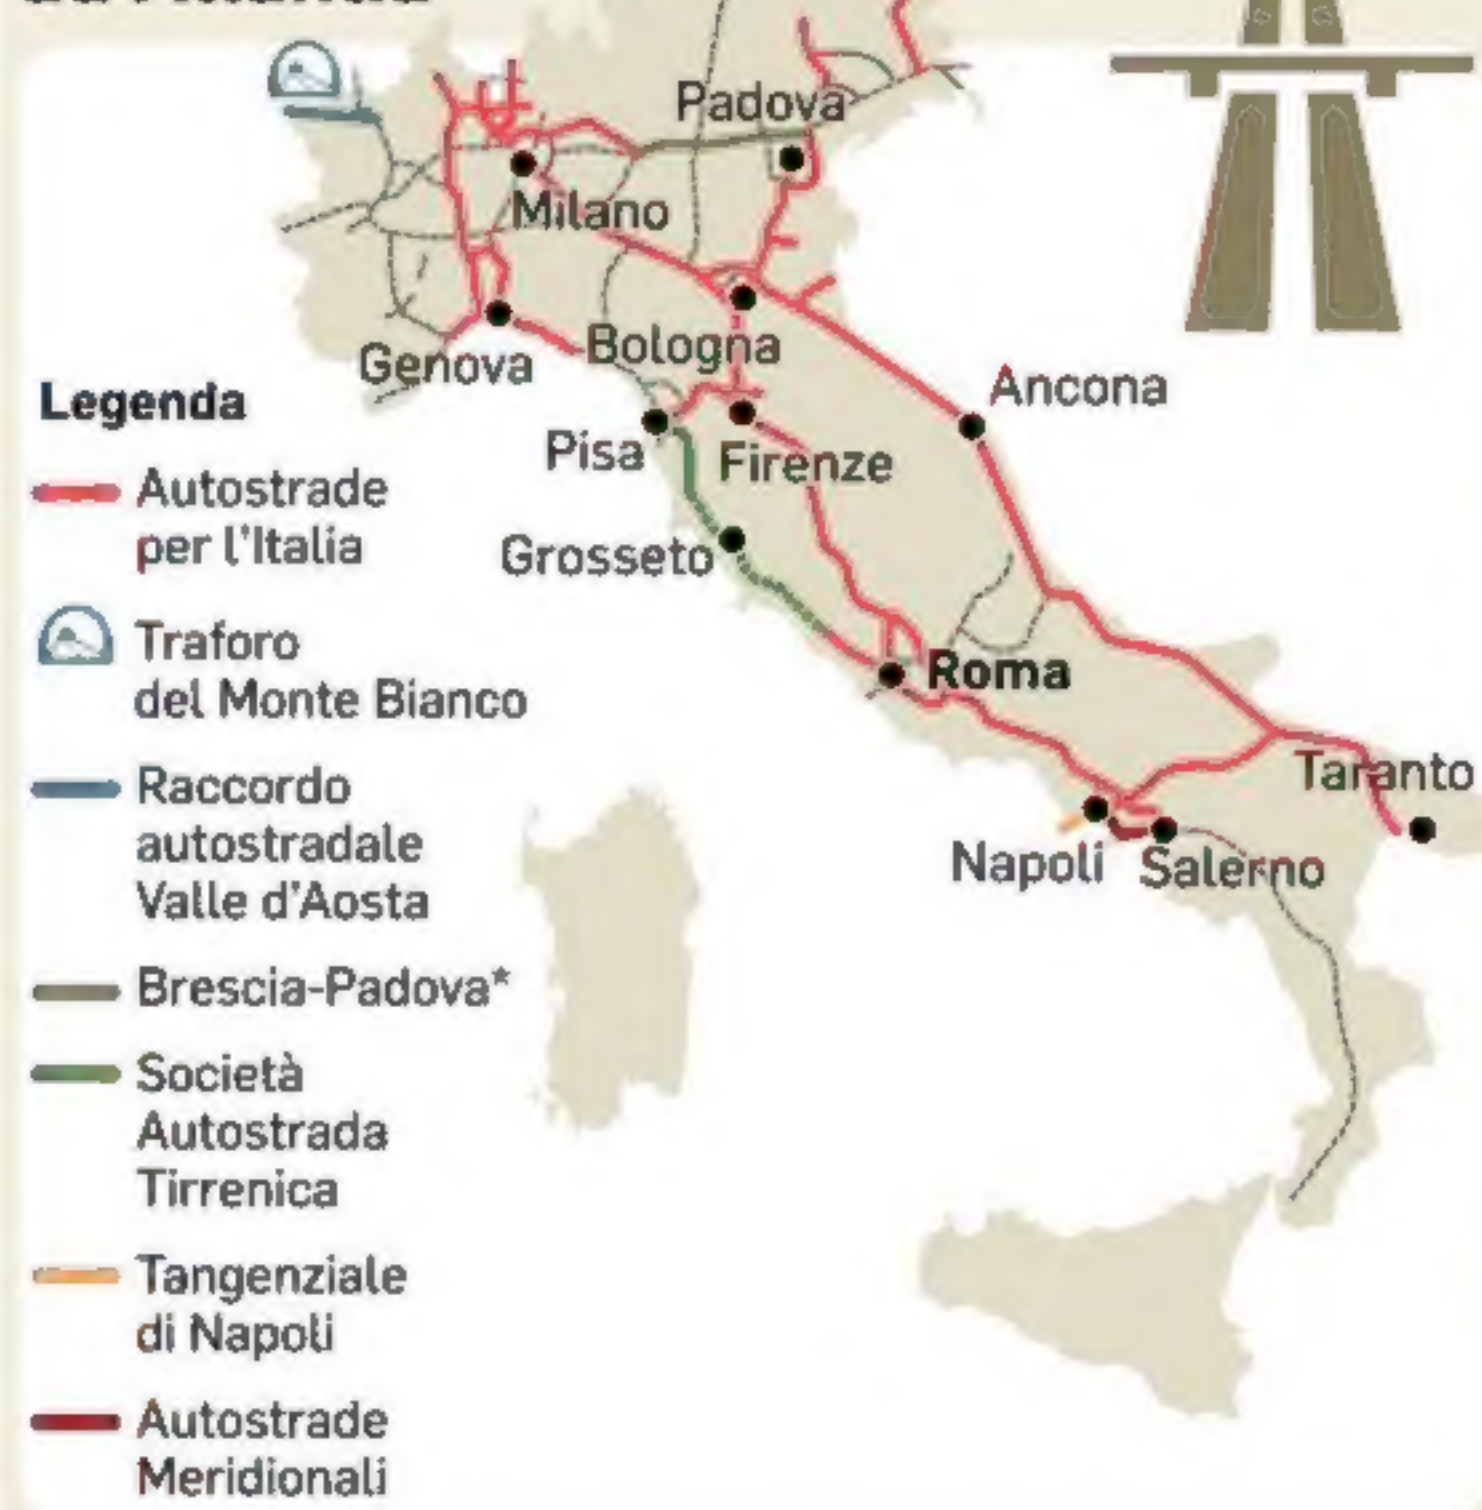 Padova
Milano
Genova
Bologna
Ancona
Pisa
Firenze
Grosseto
Roma
Taranto
Napoli
Salerno
Legenda
Autostrade
per l'Italia
Traforo
del Monte Bianco
Raccordo
autostradale
Valle d'Aosta
Brescia-Padova*
Società
Autostrada
Tirrenica
Tangenziale
di Napoli
Autostrade
Meridionali